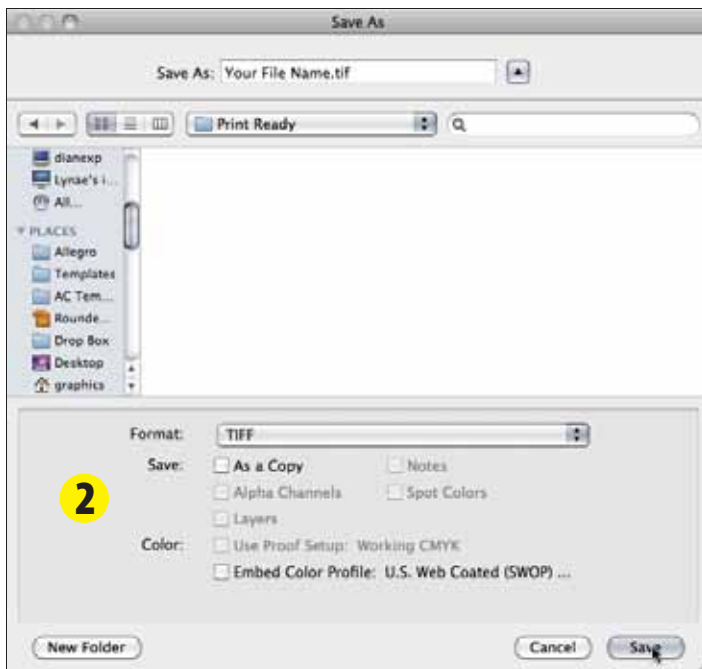 Save As
Save As: Your File Name.tif
Print Ready
dianexp
Lynae's i...
All...
PLACES
Allegro
Templates
AC Tem...
Rounde...
Drop Box
Desktop
graphics
Format: TIFF
Save: As a Copy Notes
Alpha Channels Spot Colors
Layers
Color: Use Proof Setup: Working CMYK
Embed Color Profile: U.S. Web Coated (SWOP) ...
2
New Folder Cancel Save